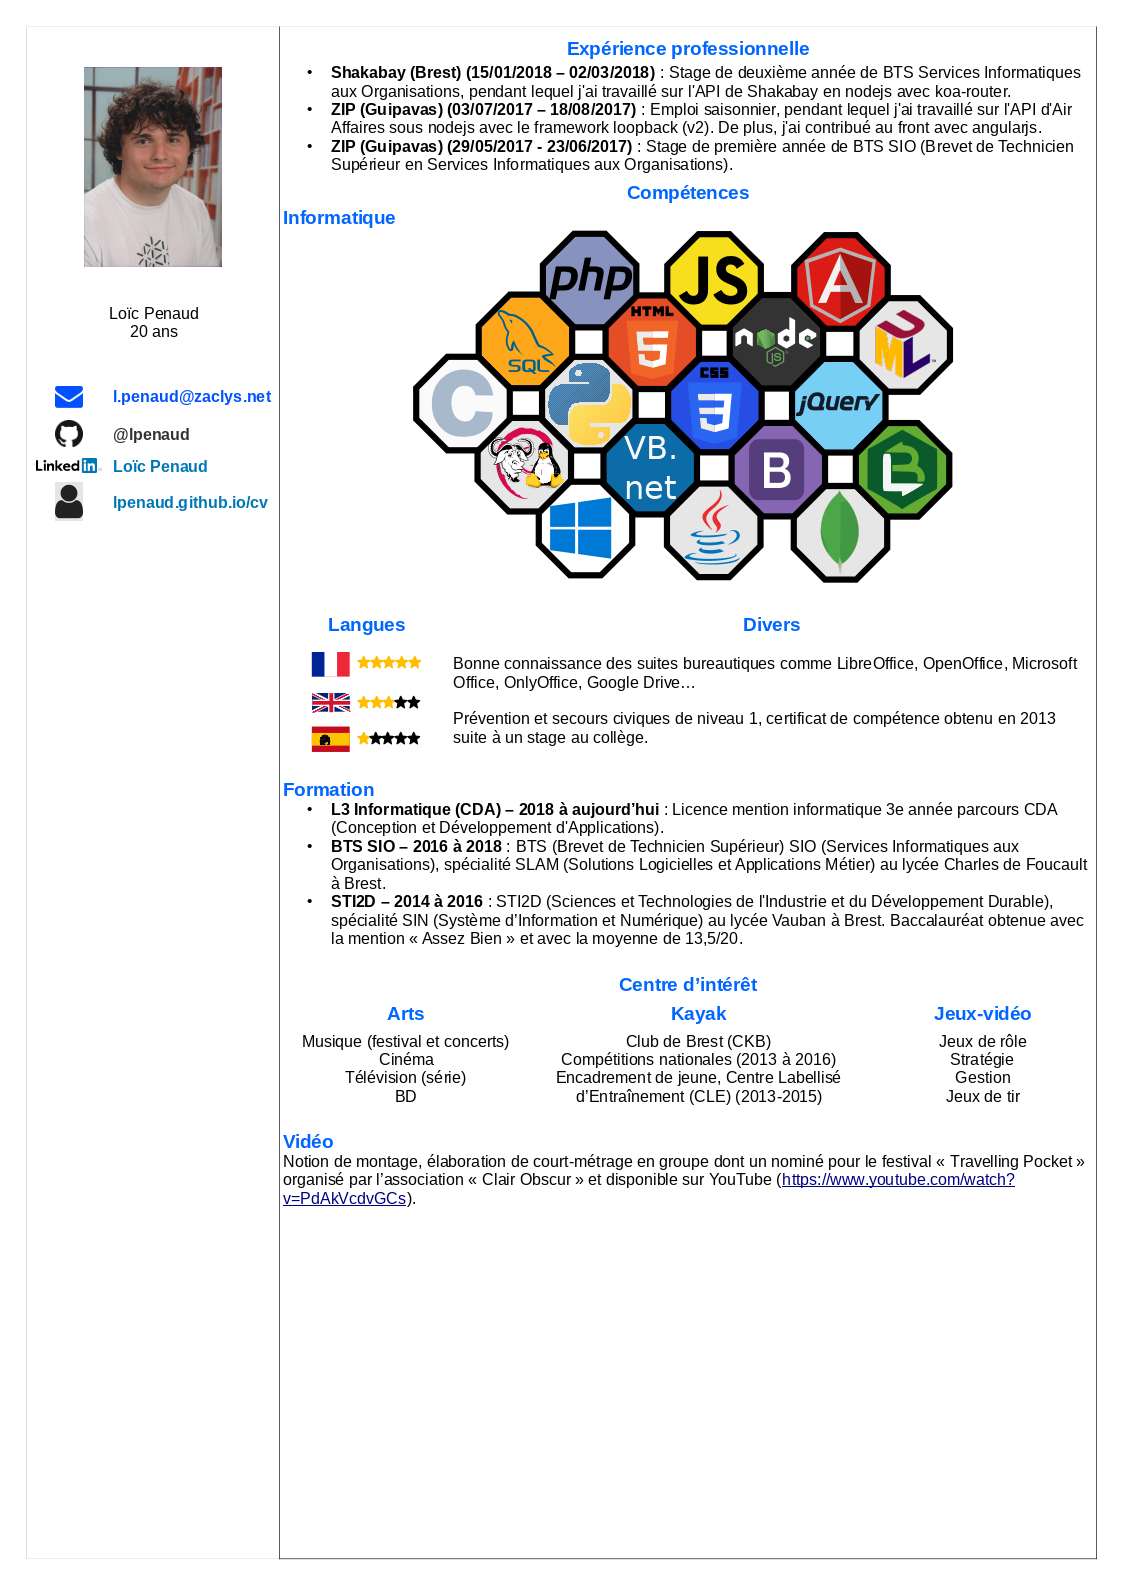 Loïc Penaud
20 ans
l.penaud@zaclys.net
@lpenaud
Linked in
Loïc Penaud
lpenaud.github.io/cv
Expérience professionnelle
• Shakabay (Brest) (15/01/2018 – 02/03/2018) : Stage de deuxième année de BTS Services Informatiques
aux Organisations, pendant lequel j'ai travaillé sur l'API de Shakabay en nodejs avec koa-router.
• ZIP (Guipavas) (03/07/2017 – 18/08/2017) : Emploi saisonnier, pendant lequel j'ai travaillé sur l'API d'Air
Affaires sous nodejs avec le framework loopback (v2). De plus, j'ai contribué au front avec angularjs.
• ZIP (Guipavas) (29/05/2017 - 23/06/2017) : Stage de première année de BTS SIO (Brevet de Technicien
Supérieur en Services Informatiques aux Organisations).
Compétences
Informatique
php
JS
A
SQL
HTML
5
node
JS
UML
C
CSS
3
jQuery
VB.
net
B
Langues
Divers
Bonne connaissance des suites bureautiques comme LibreOffice, OpenOffice, Microsoft
Office, OnlyOffice, Google Drive…
Prévention et secours civiques de niveau 1, certificat de compétence obtenu en 2013
suite à un stage au collège.
Formation
• L3 Informatique (CDA) – 2018 à aujourd’hui : Licence mention informatique 3e année parcours CDA
(Conception et Développement d'Applications).
• BTS SIO – 2016 à 2018 : BTS (Brevet de Technicien Supérieur) SIO (Services Informatiques aux
Organisations), spécialité SLAM (Solutions Logicielles et Applications Métier) au lycée Charles de Foucault
à Brest.
• STI2D – 2014 à 2016 : STI2D (Sciences et Technologies de l'Industrie et du Développement Durable),
spécialité SIN (Système d’Information et Numérique) au lycée Vauban à Brest. Baccalauréat obtenue avec
la mention « Assez Bien » et avec la moyenne de 13,5/20.
Centre d’intérêt
Arts
Musique (festival et concerts)
Cinéma
Télévision (série)
BD
Kayak
Club de Brest (CKB)
Compétitions nationales (2013 à 2016)
Encadrement de jeune, Centre Labellisé
d’Entraînement (CLE) (2013-2015)
Jeux-vidéo
Jeux de rôle
Stratégie
Gestion
Jeux de tir
Vidéo
Notion de montage, élaboration de court-métrage en groupe dont un nominé pour le festival « Travelling Pocket »
organisé par l’association « Clair Obscur » et disponible sur YouTube (https://www.youtube.com/watch?
v=PdAkVcdvGCs).